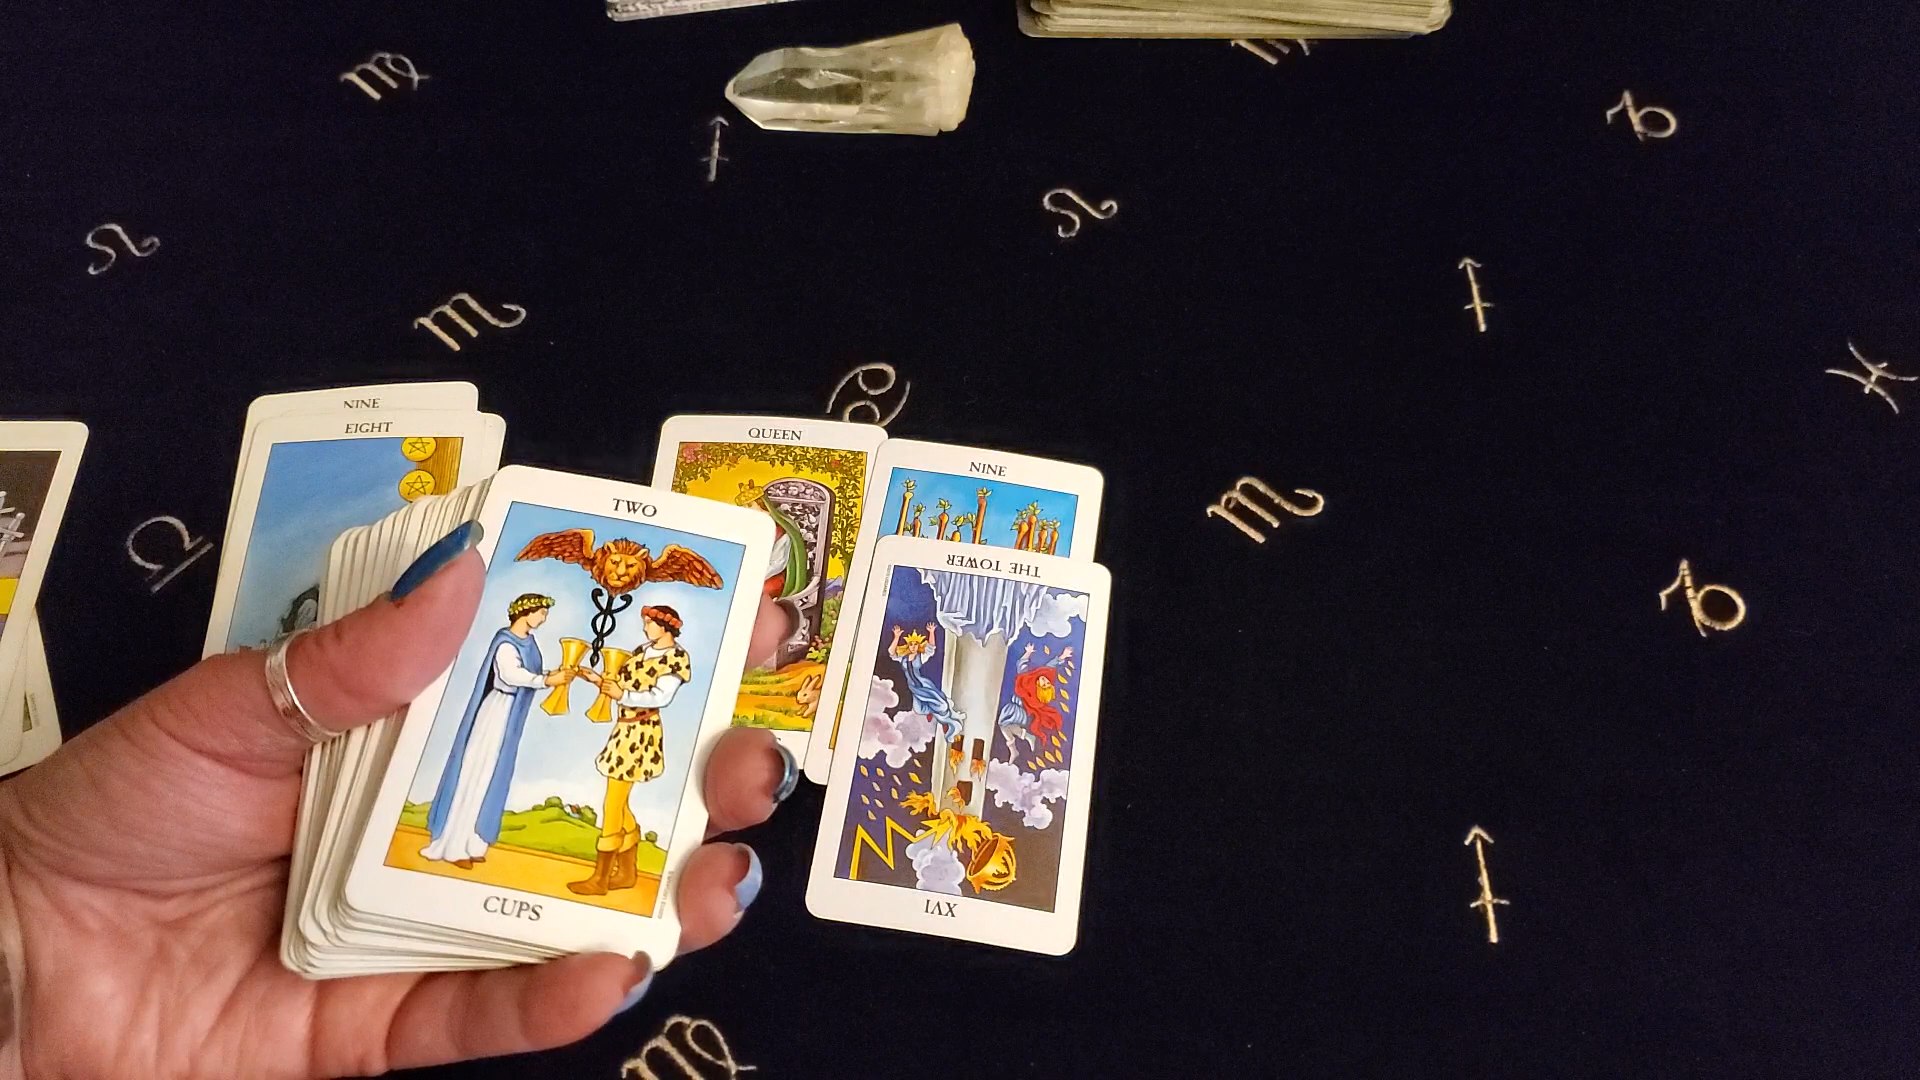 NINE
EIGHT
TWO
CUPS
QUEEN
NINE
THE TOWER
XVI